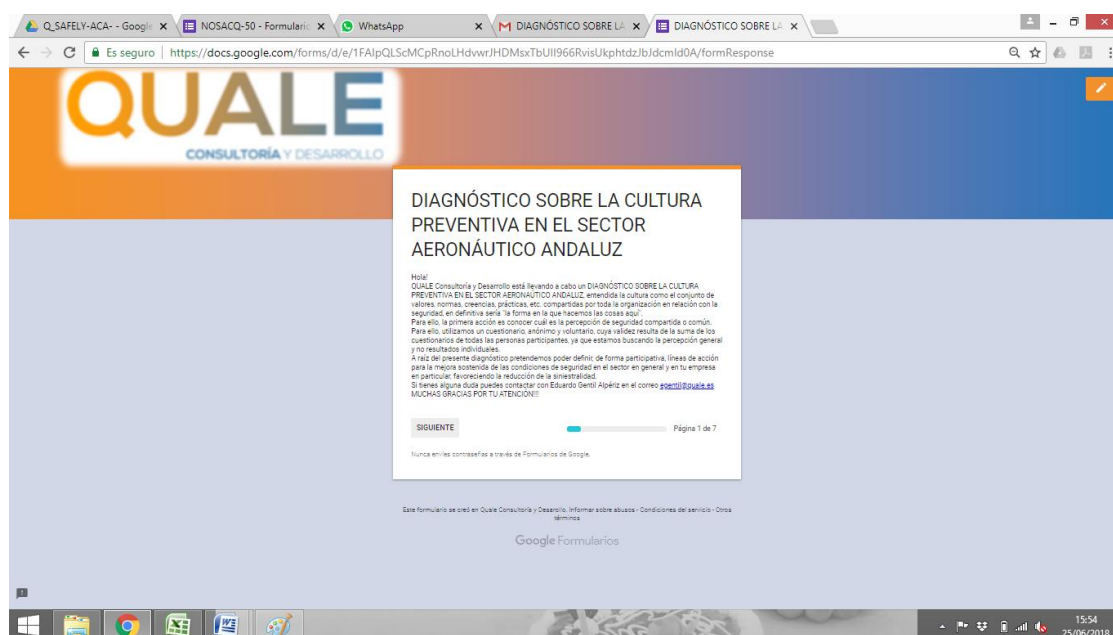 Q_SAFELY-ACA- - Google
NOSACQ-50 - Formulario
WhatsApp
DIAGNÓSTICO SOBRE LA
DIAGNÓSTICO SOBRE LA
Es seguro | https://docs.google.com/forms/d/e/1FAIpQLScMCpRnoLHdvwrJHDMsxTbUII966RvisUkphtdzJbJdcmId0A/formResponse
QUALE
CONSULTORÍA Y DESARROLLO
DIAGNÓSTICO SOBRE LA CULTURA
PREVENTIVA EN EL SECTOR
AERONÁUTICO ANDALUZ
Hola!
QUALE Consultoría y Desarrollo está llevando a cabo un DIAGNÓSTICO SOBRE LA CULTURA
PREVENTIVA EN EL SECTOR AERONÁUTICO ANDALUZ, entendida la cultura como el conjunto de
valores, normas, creencias, prácticas, etc. compartidas por toda la organización en relación con la
seguridad, en definitiva sería "la forma en la que hacemos las cosas aquí".
Para ello, la primera acción es conocer cuál es la percepción de seguridad compartida o común.
Para ello, utilizamos un cuestionario, anónimo y voluntario, cuya validez resulta de la suma de los
cuestionarios de todas las personas participantes, ya que estamos buscando la percepción general
y no resultados individuales.
A raíz del presente diagnóstico pretendemos poder definir, de forma participativa, líneas de acción
para la mejora sostenida de las condiciones de seguridad en el sector en general y en tu empresa
en particular, favoreciendo la reducción de la siniestralidad.
Si tienes alguna duda puedes contactar con Eduardo Gentil Alpériz en el correo egentil@quale.es
MUCHAS GRACIAS POR TU ATENCIÓN!!!
SIGUIENTE
Página 1 de 7
Nunca envíes contraseñas a través de Formularios de Google.
Este formulario se creó en Quale Consultoría y Desarollo. Informar sobre abusos - Condiciones del servicio - Otros
términos
Google Formularios
15:54
25/06/2018